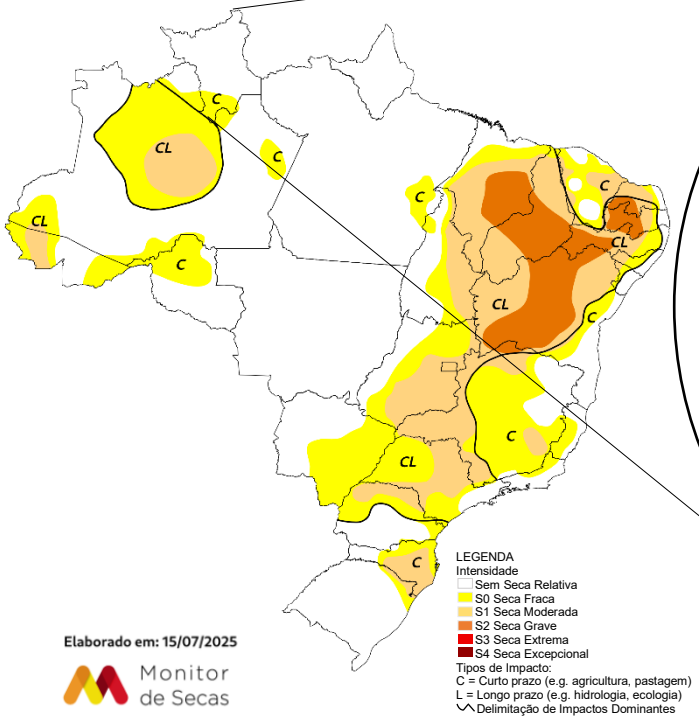 C
CL
C
C
C
CL
CL
C
CL
C
C
CL
C
LEGENDA
Intensidade
Sem Seca Relativa
S0 Seca Fraca
S1 Seca Moderada
S2 Seca Grave
S3 Seca Extrema
S4 Seca Excepcional
Tipos de Impacto:
C = Curto prazo (e.g. agricultura, pastagem)
L = Longo prazo (e.g. hidrologia, ecologia)
Delimitação de Impactos Dominantes
Elaborado em: 15/07/2025
Monitor
de Secas